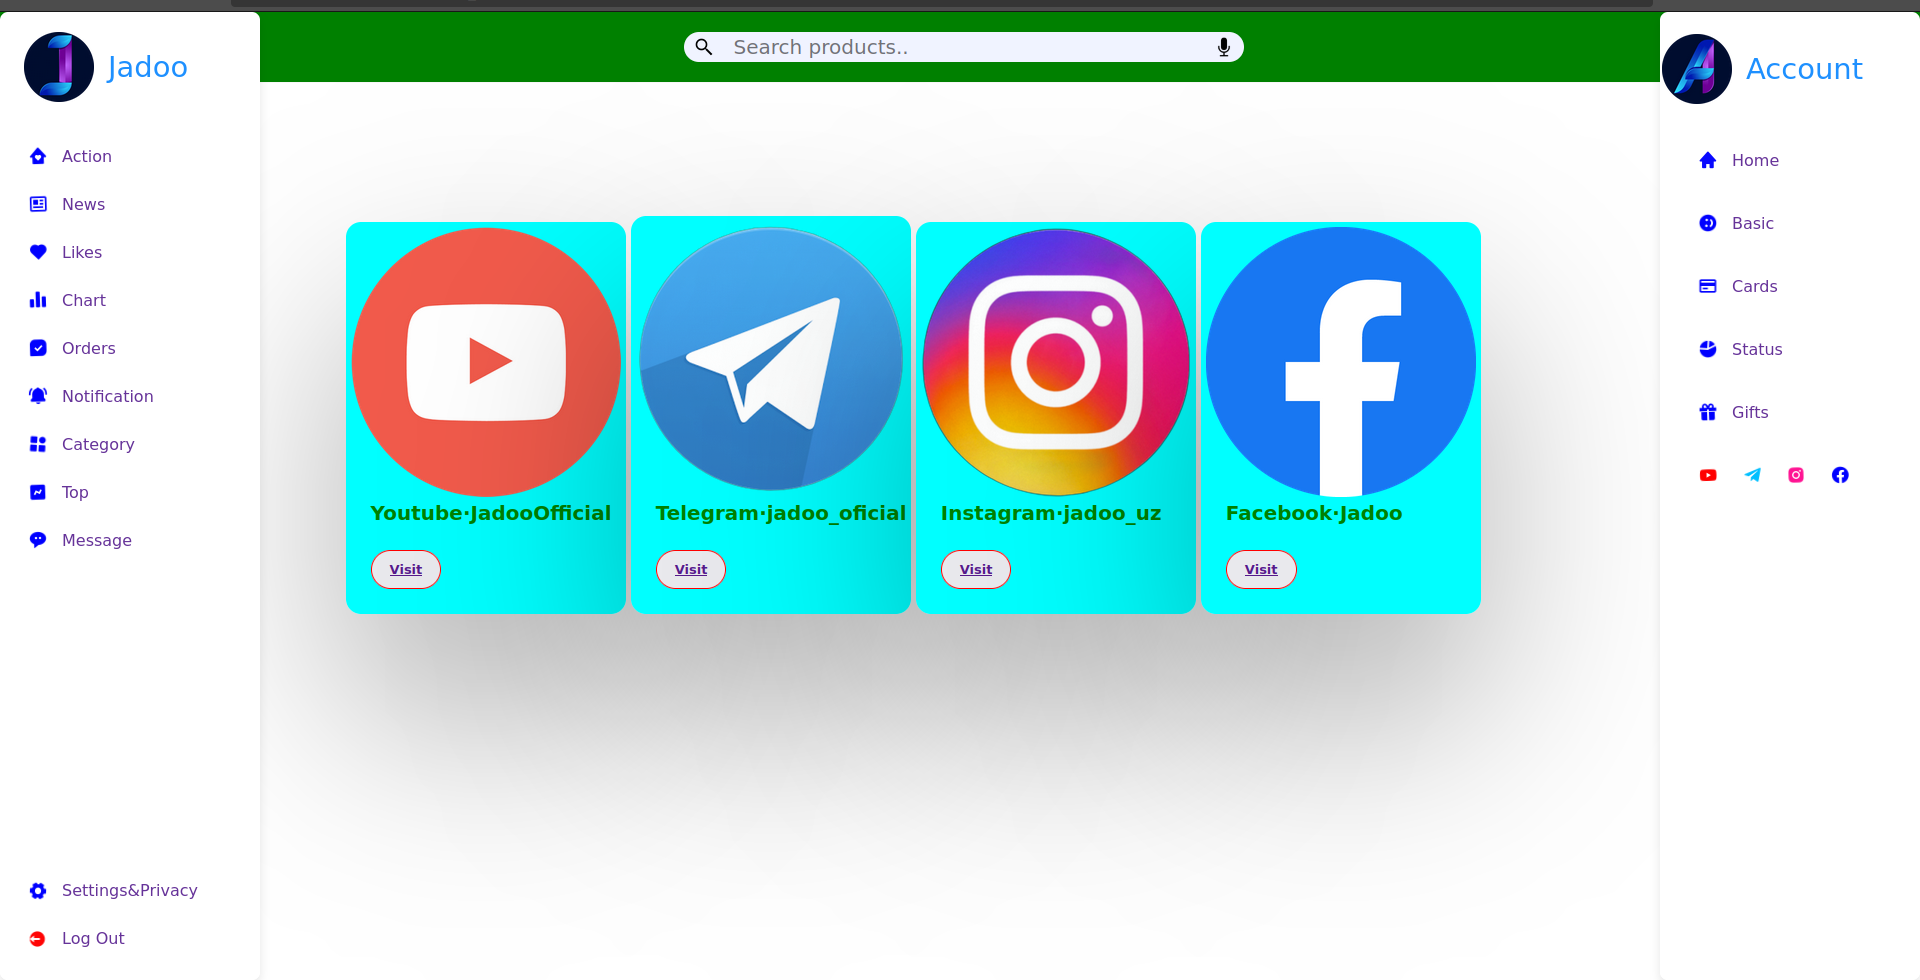 Jadoo
Action
News
Likes
Chart
Orders
Notification
Category
Top
Message
Settings&Privacy
Log Out
Search products..
Youtube·JadooOfficial
Visit
Telegram·jadoo_oficial
Visit
Instagram·jadoo_uz
Visit
Facebook·Jadoo
Visit
Account
Home
Basic
Cards
Status
Gifts